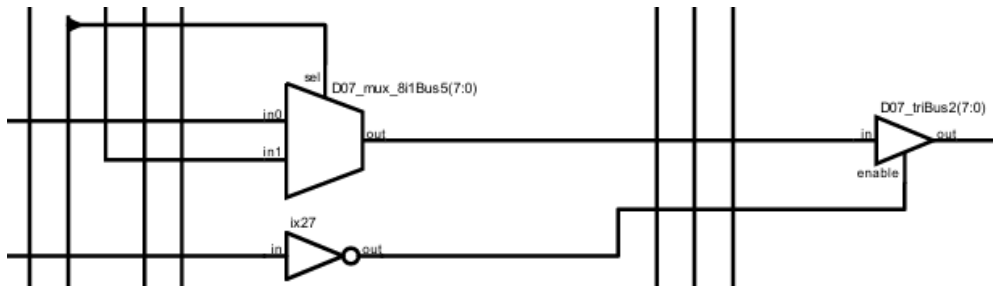 sel
D07_mux_8i1Bus5(7:0)
in0
out
in1
D07_triBus2(7:0)
in
out
enable
ix27
in
out